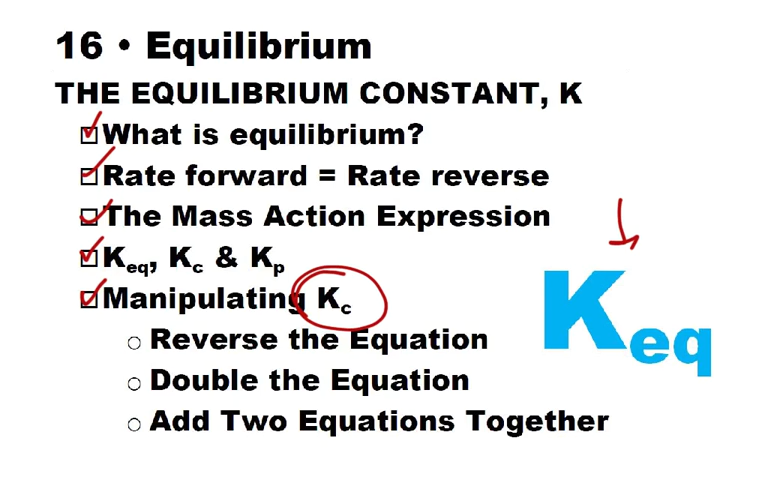 16 • Equilibrium
THE EQUILIBRIUM CONSTANT, K
☐ What is equilibrium?
☐ Rate forward = Rate reverse
☐ The Mass Action Expression
☐ Keq, Kc & Kp
☐ Manipulating Kc
○ Reverse the Equation
○ Double the Equation
○ Add Two Equations Together
Keq